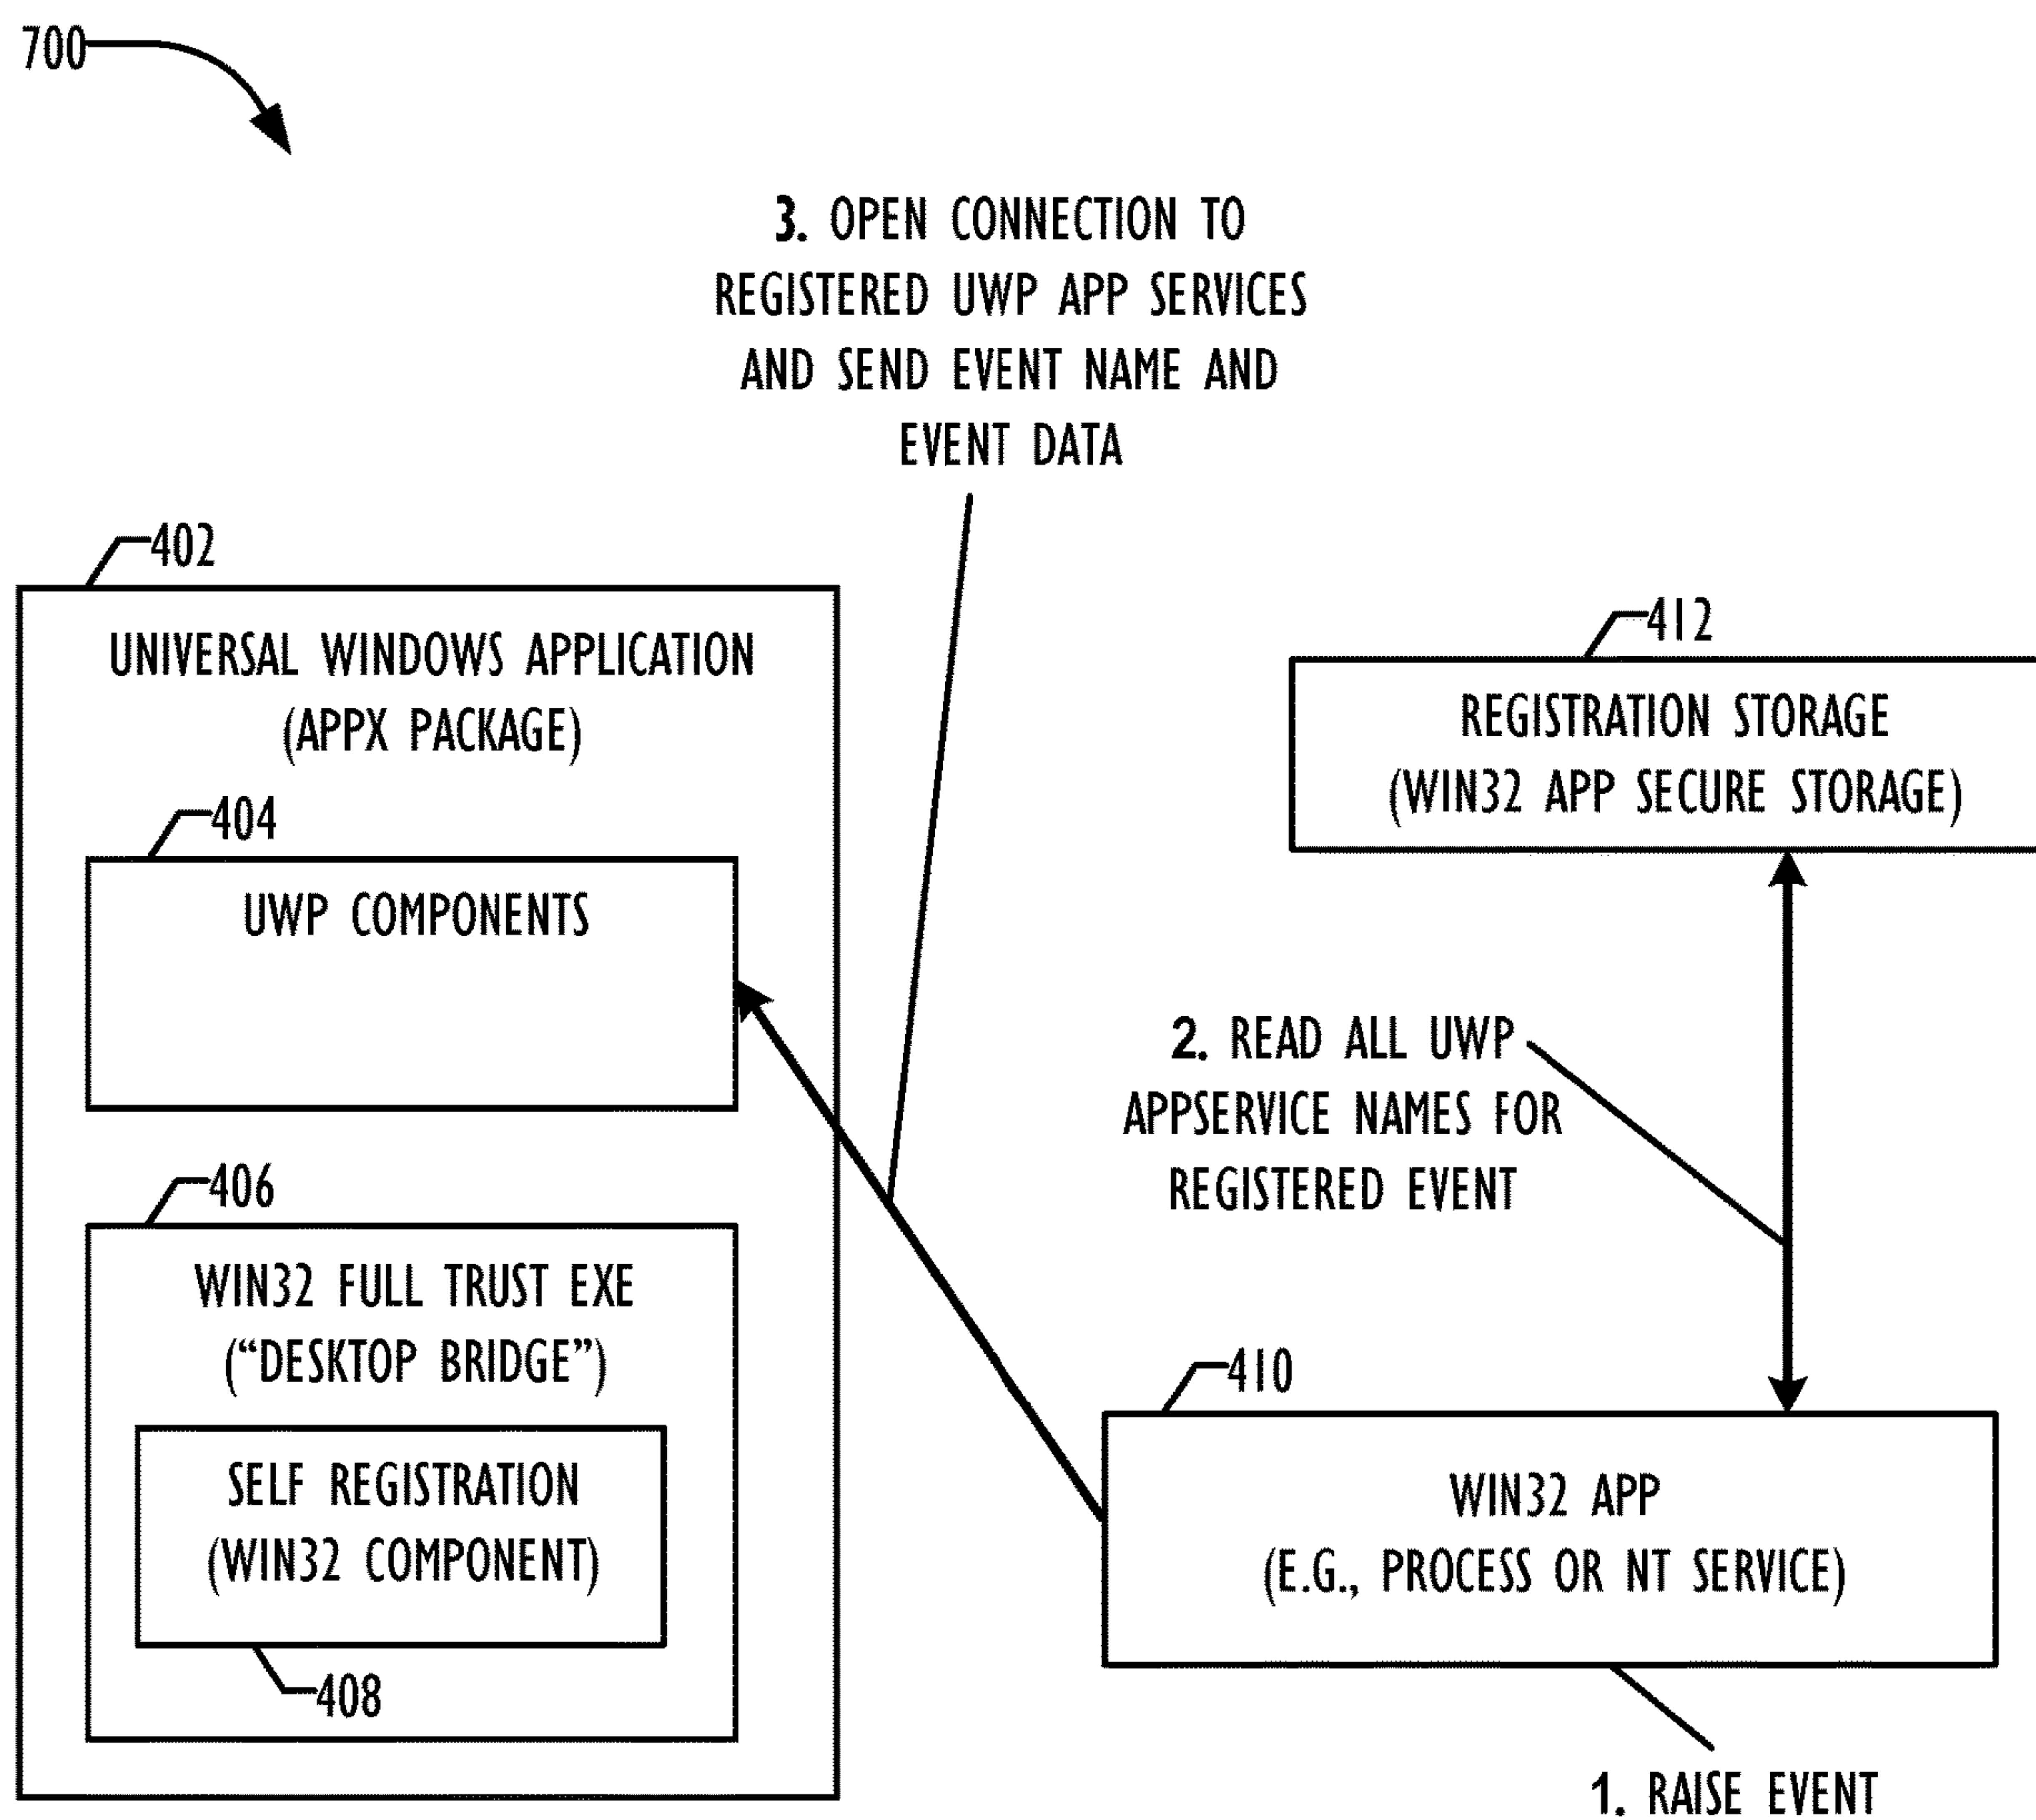 700
3. OPEN CONNECTION TO
REGISTERED UWP APP SERVICES
AND SEND EVENT NAME AND
EVENT DATA
402
UNIVERSAL WINDOWS APPLICATION
(APPX PACKAGE)
404
UWP COMPONENTS
406
WIN32 FULL TRUST EXE
(“DESKTOP BRIDGE”)
SELF REGISTRATION
(WIN32 COMPONENT)
408
412
REGISTRATION STORAGE
(WIN32 APP SECURE STORAGE)
2. READ ALL UWP
APPSERVICE NAMES FOR
REGISTERED EVENT
410
WIN32 APP
(E.G., PROCESS OR NT SERVICE)
1. RAISE EVENT